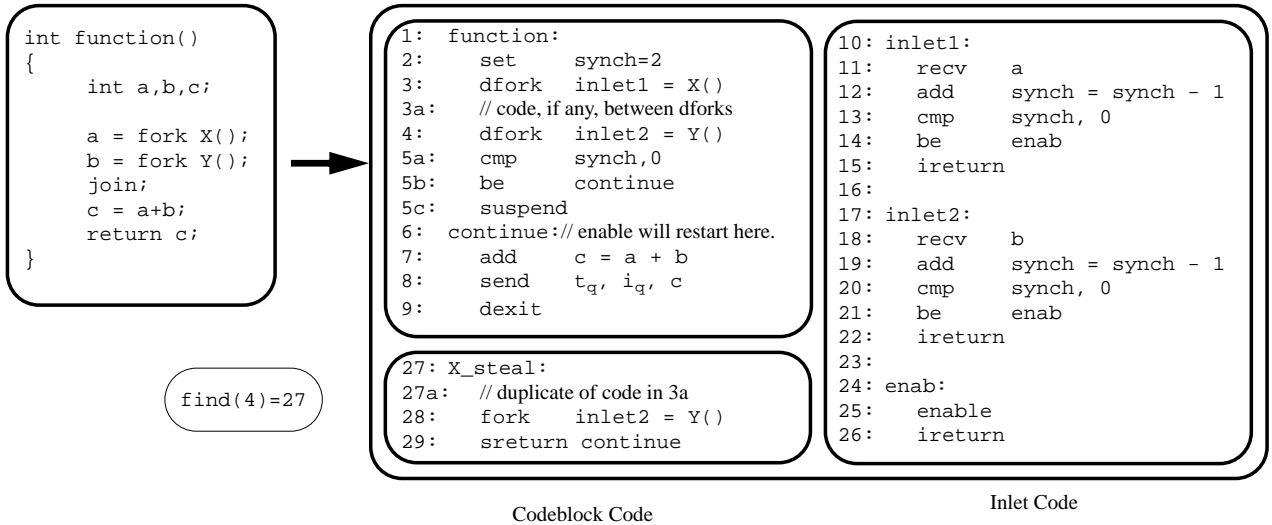 int function()
{
int a,b,c;
a = fork X();
b = fork Y();
join;
c = a+b;
return c;
}
find(4)=27
1: function:
2: set synch=2
3: dfork inlet1 = X()
3a: // code, if any, between dforks
4: dfork inlet2 = Y()
5a: cmp synch,0
5b: be continue
5c: suspend
6: continue:// enable will restart here.
7: add c = a + b
8: send tq, iq, c
9: dexit
27: X_steal:
27a: // duplicate of code in 3a
28: fork inlet2 = Y()
29: sreturn continue
Codeblock Code
10: inlet1:
11: recv a
12: add synch = synch - 1
13: cmp synch, 0
14: be enab
15: ireturn
16:
17: inlet2:
18: recv b
19: add synch = synch - 1
20: cmp synch, 0
21: be enab
22: ireturn
23:
24: enab:
25: enable
26: ireturn
Inlet Code